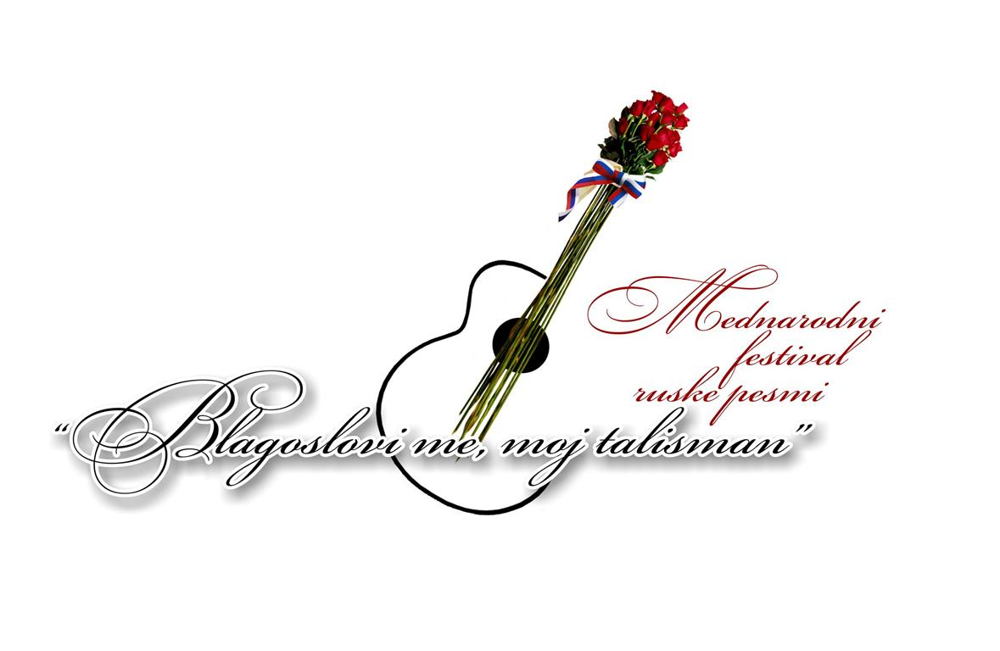 Mednarodni
festival
ruske pesmi
“Blagoslovi me, moj talisman”